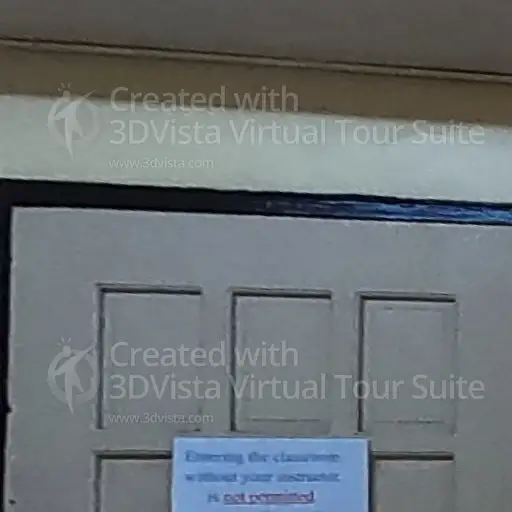 Created with
3DVista Virtual Tour Suite
www.3dvista.com
Created with
3DVista Virtual Tour Suite
www.3dvista.com
Entering the classroom
without your instructor
is not permitted